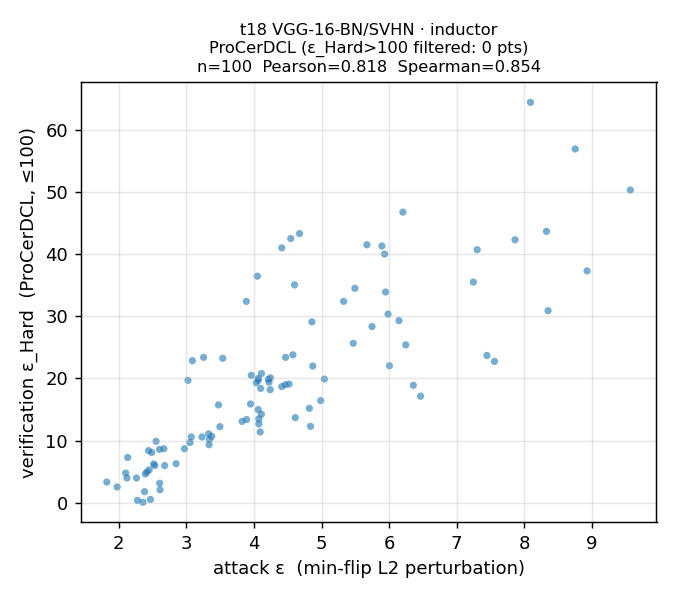 t18 VGG-16-BN/SVHN · inductor
ProCerDCL (ε_Hard>100 filtered: 0 pts)
n=100  Pearson=0.818  Spearman=0.854
verification ε_Hard  (ProCerDCL, ≤100)
60
50
40
30
20
10
0
2 3 4 5 6 7 8 9
attack ε  (min-flip L2 perturbation)